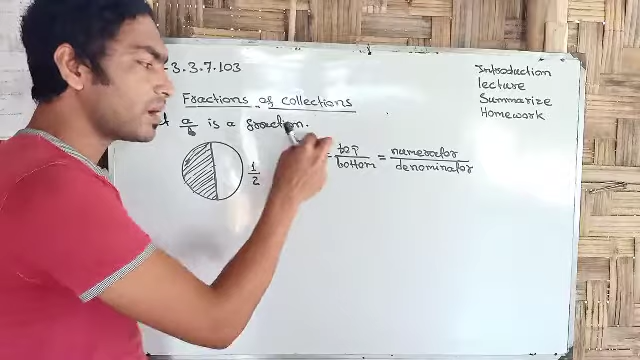 .3.3.7.103
Fractions of collections
a/b is a fraction.
1/2
= top/bottom = numerator/denominator
Introduction
lecture
Summarize
Homework